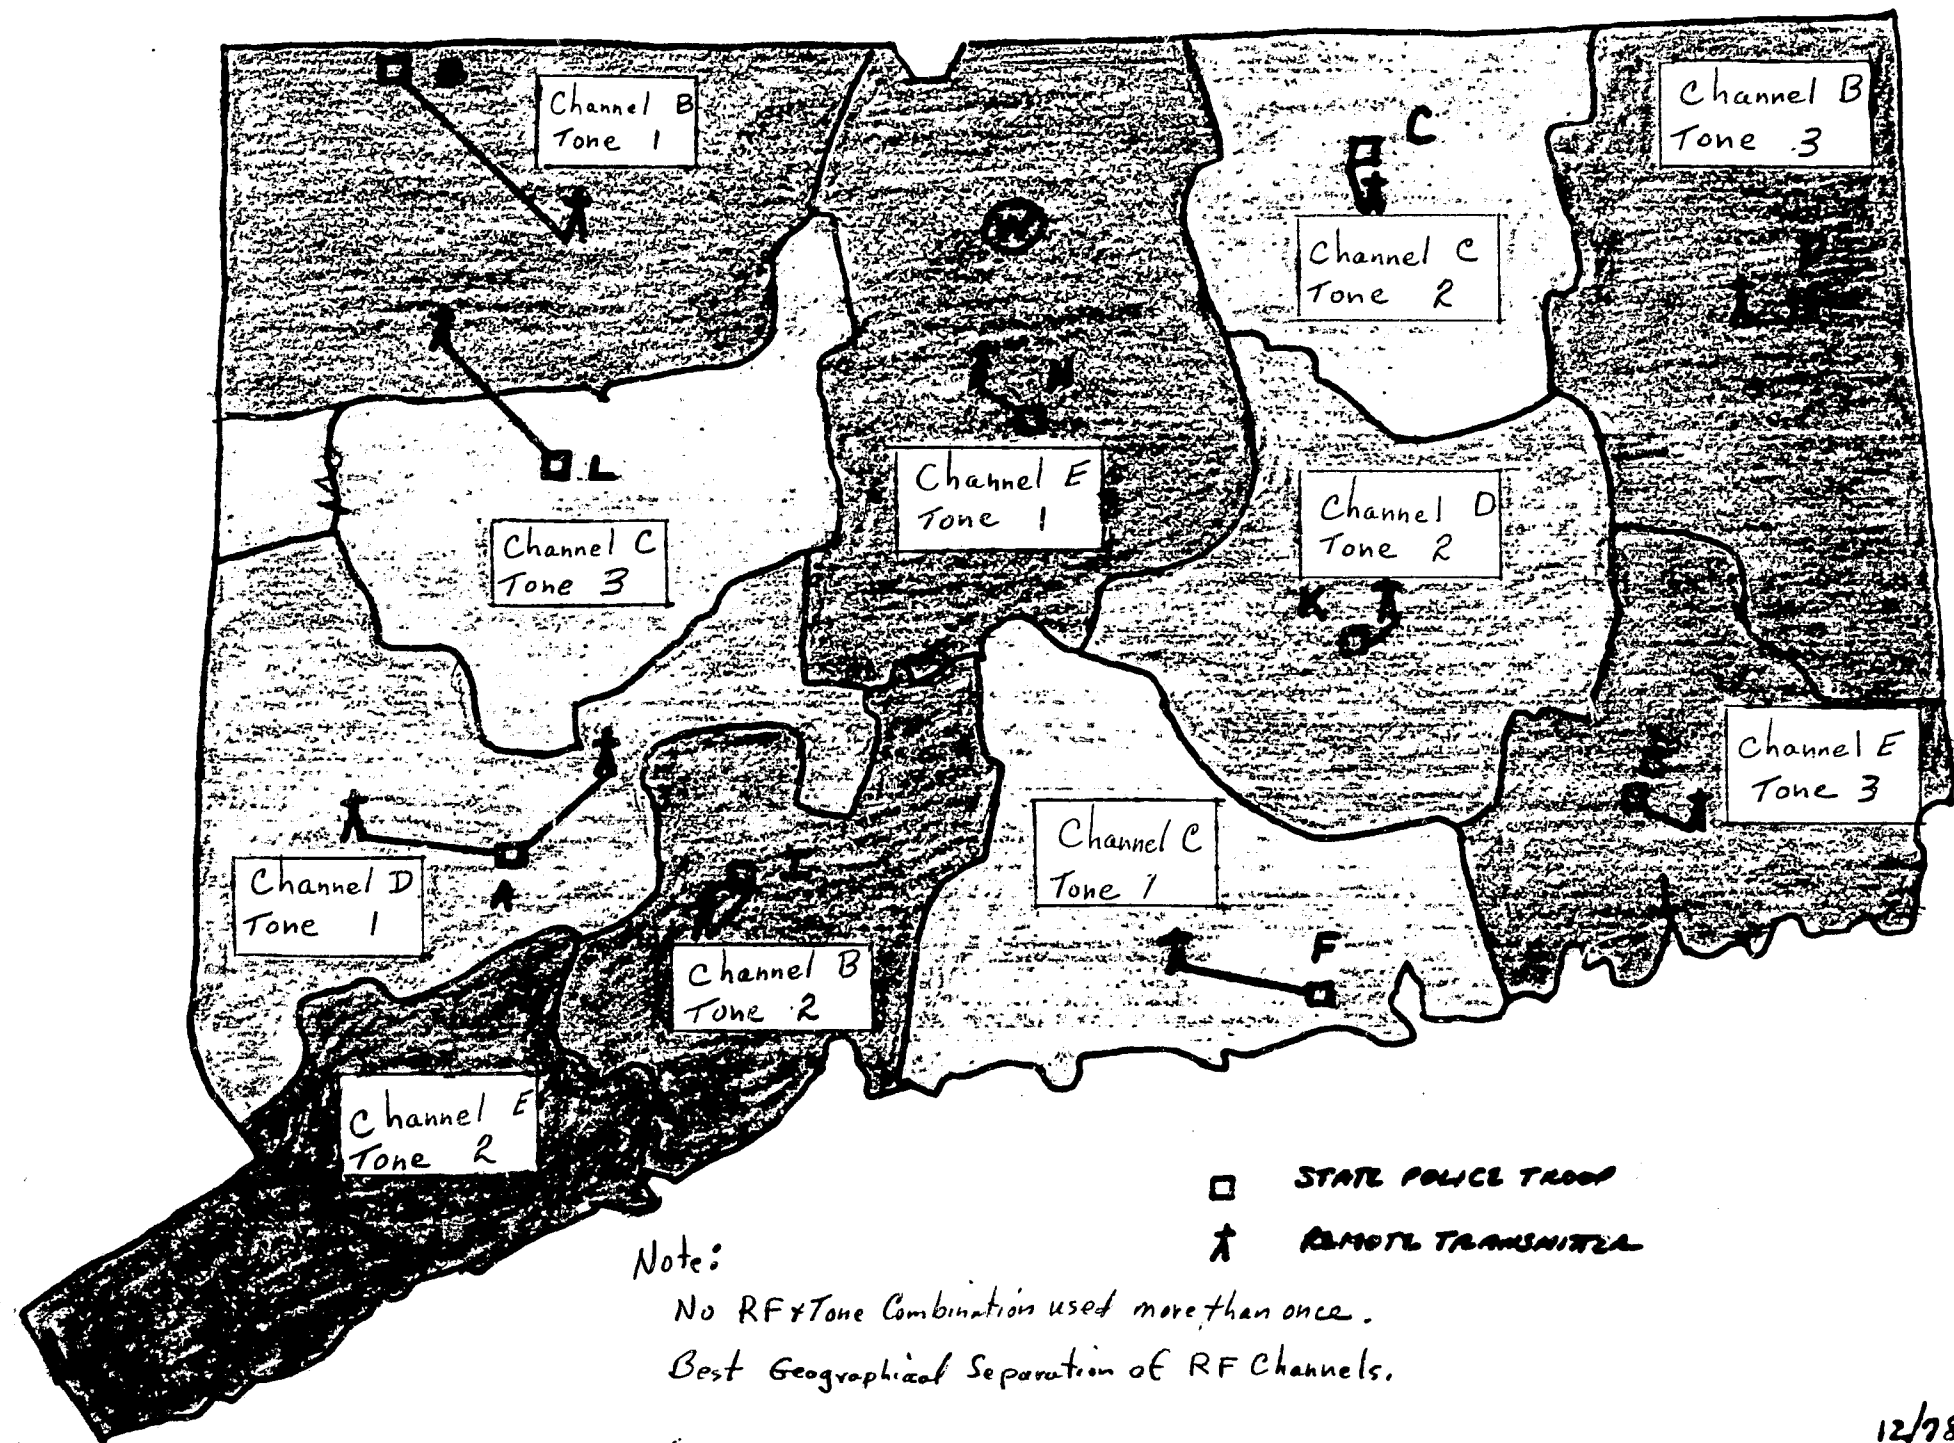 Channel B
Tone 1
Channel B
Tone 3
C
W
Channel C
Tone 2
D
H
L
Channel E
Tone 1
Channel D
Tone 2
Channel C
Tone 3
K
Channel E
Tone 3
E
Channel C
Tone 1
I
A
Channel D
Tone 1
F
Channel B
Tone 2
Channel E
Tone 2
STATE POLICE TROOP
REMOTE TRANSMITTER
Note:
No RF & Tone Combination used more than once.
Best Geographical Separation of RF Channels.
12/78